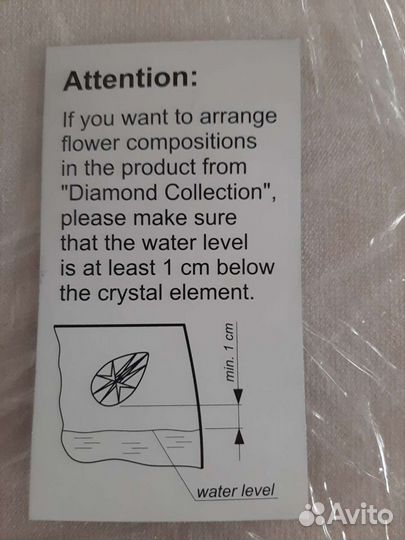 Attention:
If you want to arrange
flower compositions
in the product from
"Diamond Collection",
please make sure
that the water level
is at least 1 cm below
the crystal element.
min. 1 cm
water level
Avito